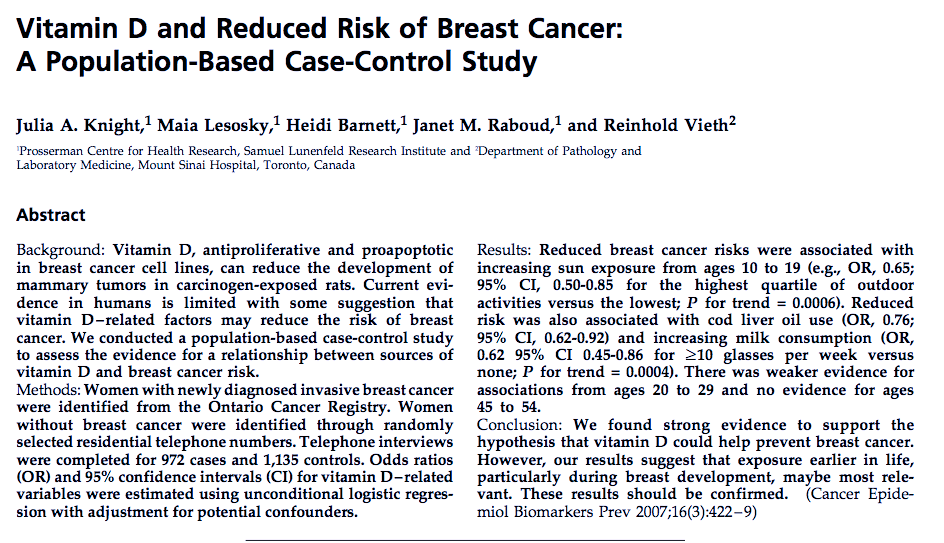 Vitamin D and Reduced Risk of Breast Cancer:
A Population-Based Case-Control Study
Julia A. Knight,¹ Maia Lesosky,¹ Heidi Barnett,¹ Janet M. Raboud,¹ and Reinhold Vieth²
¹Prosserman Centre for Health Research, Samuel Lunenfeld Research Institute and ²Department of Pathology and
Laboratory Medicine, Mount Sinai Hospital, Toronto, Canada
Abstract
Background: Vitamin D, antiproliferative and proapoptotic
in breast cancer cell lines, can reduce the development of
mammary tumors in carcinogen-exposed rats. Current evi-
dence in humans is limited with some suggestion that
vitamin D–related factors may reduce the risk of breast
cancer. We conducted a population-based case-control study
to assess the evidence for a relationship between sources of
vitamin D and breast cancer risk.
Methods: Women with newly diagnosed invasive breast cancer
were identified from the Ontario Cancer Registry. Women
without breast cancer were identified through randomly
selected residential telephone numbers. Telephone interviews
were completed for 972 cases and 1,135 controls. Odds ratios
(OR) and 95% confidence intervals (CI) for vitamin D–related
variables were estimated using unconditional logistic regres-
sion with adjustment for potential confounders.
Results: Reduced breast cancer risks were associated with
increasing sun exposure from ages 10 to 19 (e.g., OR, 0.65;
95% CI, 0.50-0.85 for the highest quartile of outdoor
activities versus the lowest; P for trend = 0.0006). Reduced
risk was also associated with cod liver oil use (OR, 0.76;
95% CI, 0.62-0.92) and increasing milk consumption (OR,
0.62 95% CI 0.45-0.86 for ≥10 glasses per week versus
none; P for trend = 0.0004). There was weaker evidence for
associations from ages 20 to 29 and no evidence for ages
45 to 54.
Conclusion: We found strong evidence to support the
hypothesis that vitamin D could help prevent breast cancer.
However, our results suggest that exposure earlier in life,
particularly during breast development, maybe most rele-
vant. These results should be confirmed. (Cancer Epide-
miol Biomarkers Prev 2007;16(3):422–9)